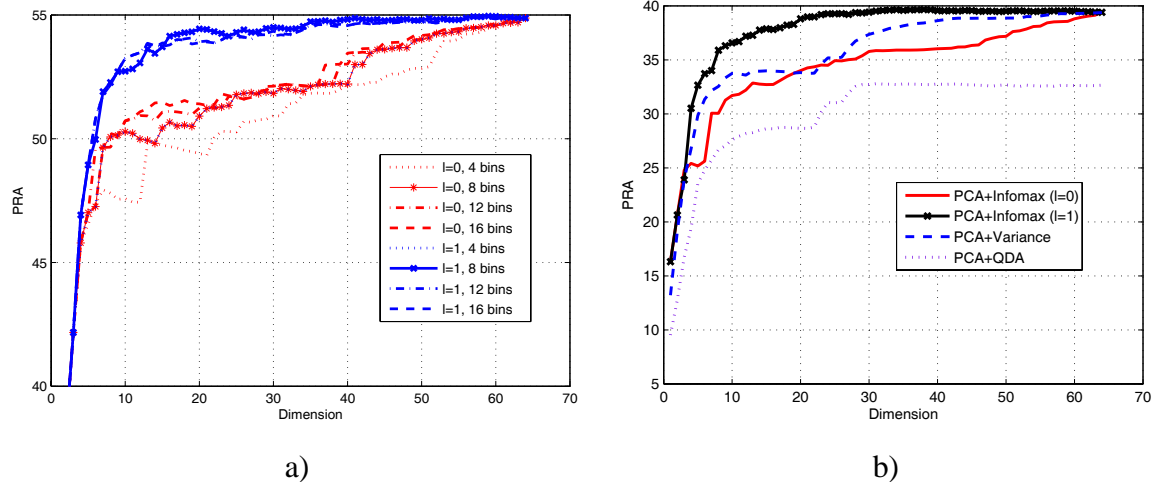 55
50
45
40
PRA
0
10
20
30
40
50
60
70
Dimension
l=0, 4 bins
l=0, 8 bins
l=0, 12 bins
l=0, 16 bins
l=1, 4 bins
l=1, 8 bins
l=1, 12 bins
l=1, 16 bins
a)
40
35
30
25
20
15
10
5
PRA
0
10
20
30
40
50
60
70
Dimension
PCA+Infomax (l=0)
PCA+Infomax (l=1)
PCA+Variance
PCA+QDA
b)